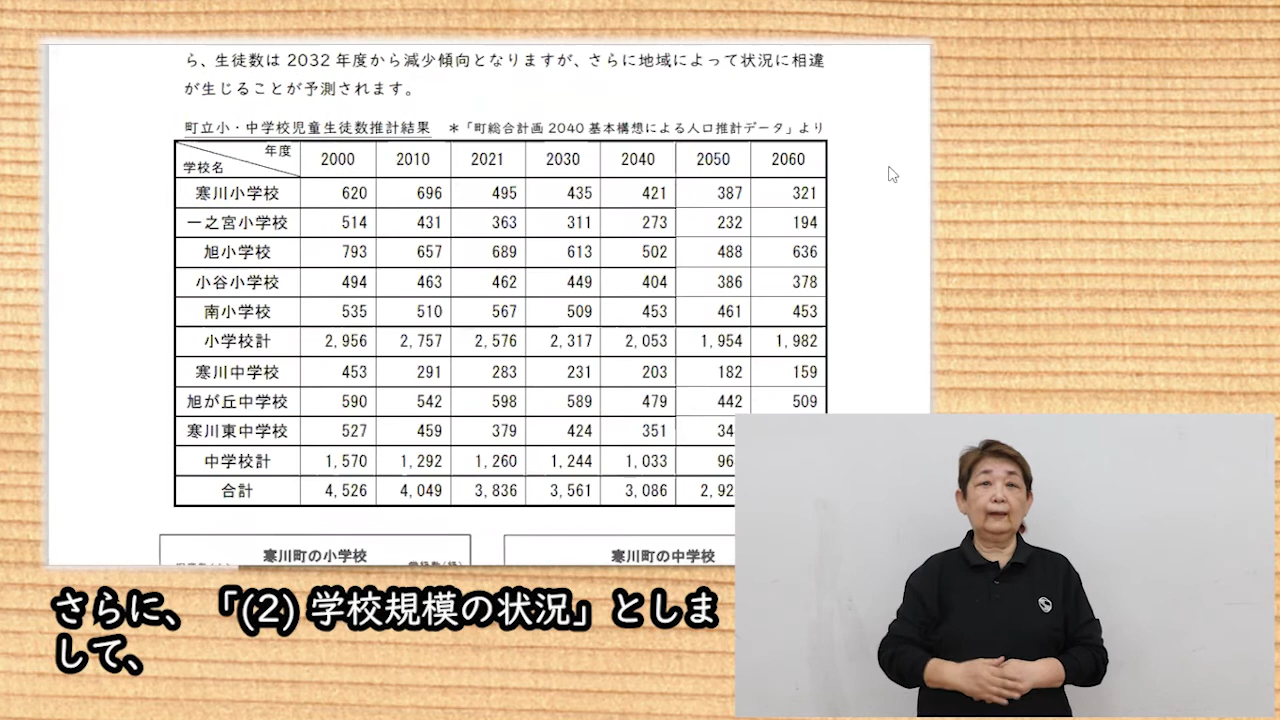 ら、生徒数は 2032 年度から減少傾向となりますが、さらに地域によって状況に相違
が生じることが予測されます。
町立小・中学校児童生徒数推計結果 *「町総合計画 2040 基本構想による人口推計データ」より
学校名 年度 2000 2010 2021 2030 2040 2050 2060
寒川小学校 620 696 495 435 421 387 321
一之宮小学校 514 431 363 311 273 232 194
旭小学校 793 657 689 613 502 488 636
小谷小学校 494 463 462 449 404 386 378
南小学校 535 510 567 509 453 461 453
小学校計 2,956 2,757 2,576 2,317 2,053 1,954 1,982
寒川中学校 453 291 283 231 203 182 159
旭が丘中学校 590 542 598 589 479 442 509
寒川東中学校 527 459 379 424 351 34
中学校計 1,570 1,292 1,260 1,244 1,033 96
合計 4,526 4,049 3,836 3,561 3,086 2,92
寒川町の小学校 寒川町の中学校
さらに、「(2) 学校規模の状況」としま
して、